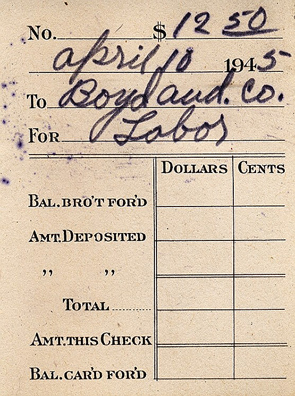 No. $12 50
april 10 1945
To Boyd and. Co.
For Labor
DOLLARS CENTS
BAL. BRO'T FOR'D
AMT. DEPOSITED
„ „
TOTAL
AMT. THIS CHECK
BAL. CAR'D FOR'D